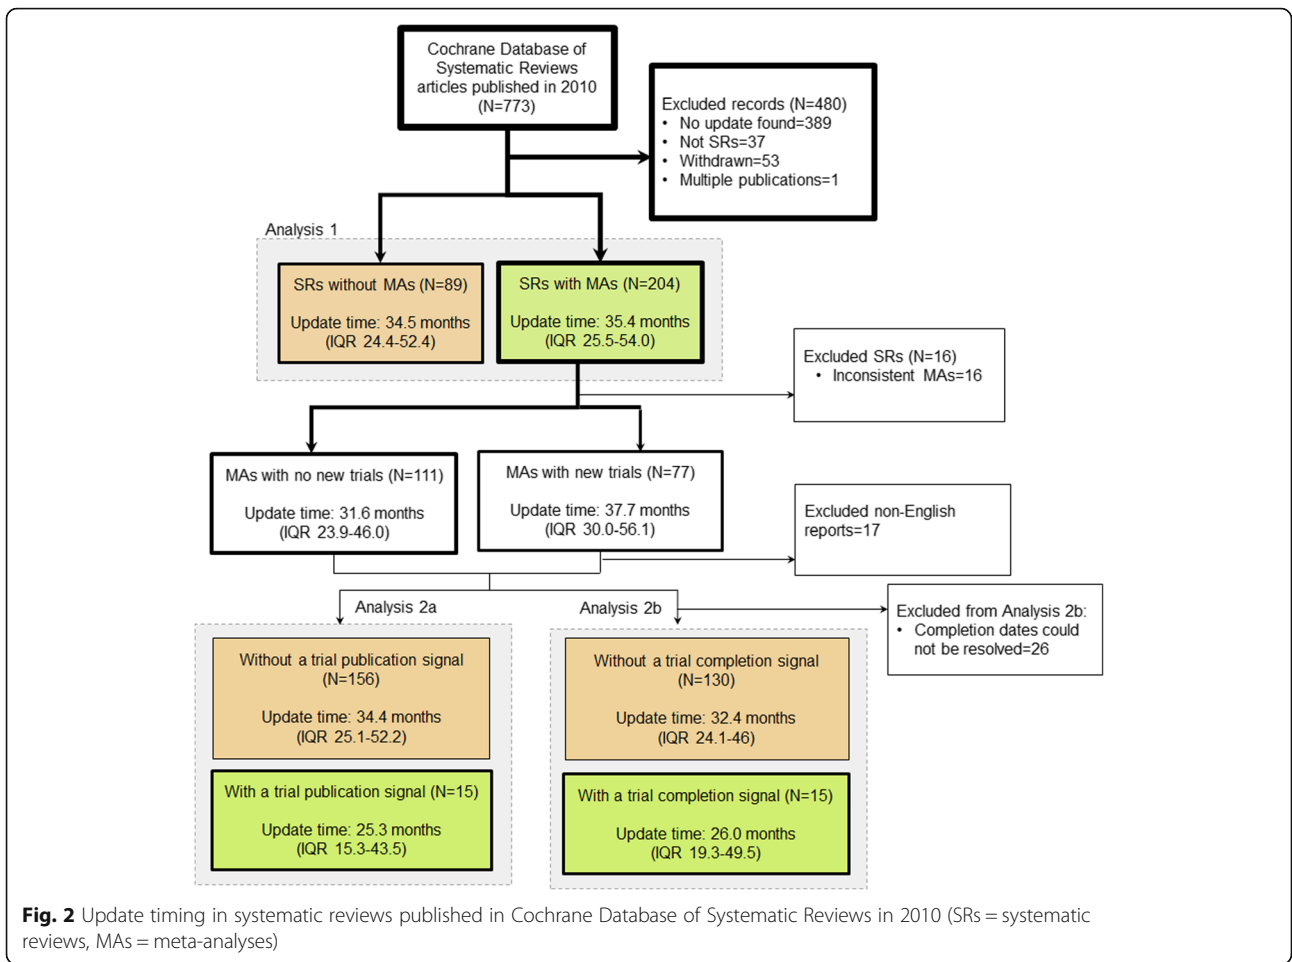 Cochrane Database of
Systematic Reviews
articles published in 2010
(N=773)
Excluded records (N=480)
• No update found=389
• Not SRs=37
• Withdrawn=53
• Multiple publications=1
Analysis 1
SRs without MAs (N=89)
Update time: 34.5 months
(IQR 24.4-52.4)
SRs with MAs (N=204)
Update time: 35.4 months
(IQR 25.5-54.0)
Excluded SRs (N=16)
• Inconsistent MAs=16
MAs with no new trials (N=111)
Update time: 31.6 months
(IQR 23.9-46.0)
MAs with new trials (N=77)
Update time: 37.7 months
(IQR 30.0-56.1)
Excluded non-English
reports=17
Analysis 2a
Analysis 2b
Excluded from Analysis 2b:
• Completion dates could
not be resolved=26
Without a trial publication signal
(N=156)
Update time: 34.4 months
(IQR 25.1-52.2)
With a trial publication signal (N=15)
Update time: 25.3 months
(IQR 15.3-43.5)
Without a trial completion signal
(N=130)
Update time: 32.4 months
(IQR 24.1-46)
With a trial completion signal (N=15)
Update time: 26.0 months
(IQR 19.3-49.5)
Fig. 2 Update timing in systematic reviews published in Cochrane Database of Systematic Reviews in 2010 (SRs = systematic
reviews, MAs = meta-analyses)